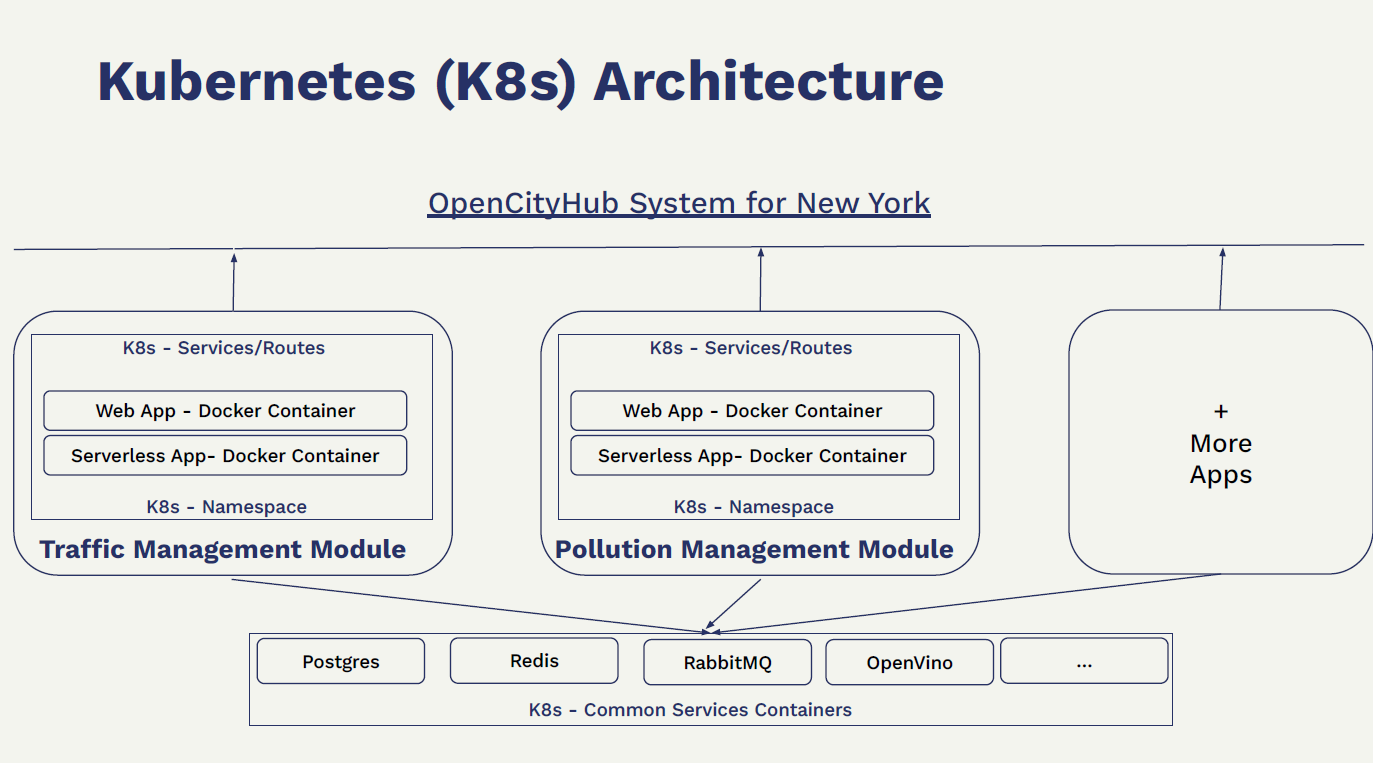 Kubernetes (K8s) Architecture
OpenCityHub System for New York
K8s - Services/Routes
Web App - Docker Container
Serverless App- Docker Container
K8s - Namespace
Traffic Management Module
K8s - Services/Routes
Web App - Docker Container
Serverless App- Docker Container
K8s - Namespace
Pollution Management Module
+
More
Apps
Postgres
Redis
RabbitMQ
OpenVino
...
K8s - Common Services Containers